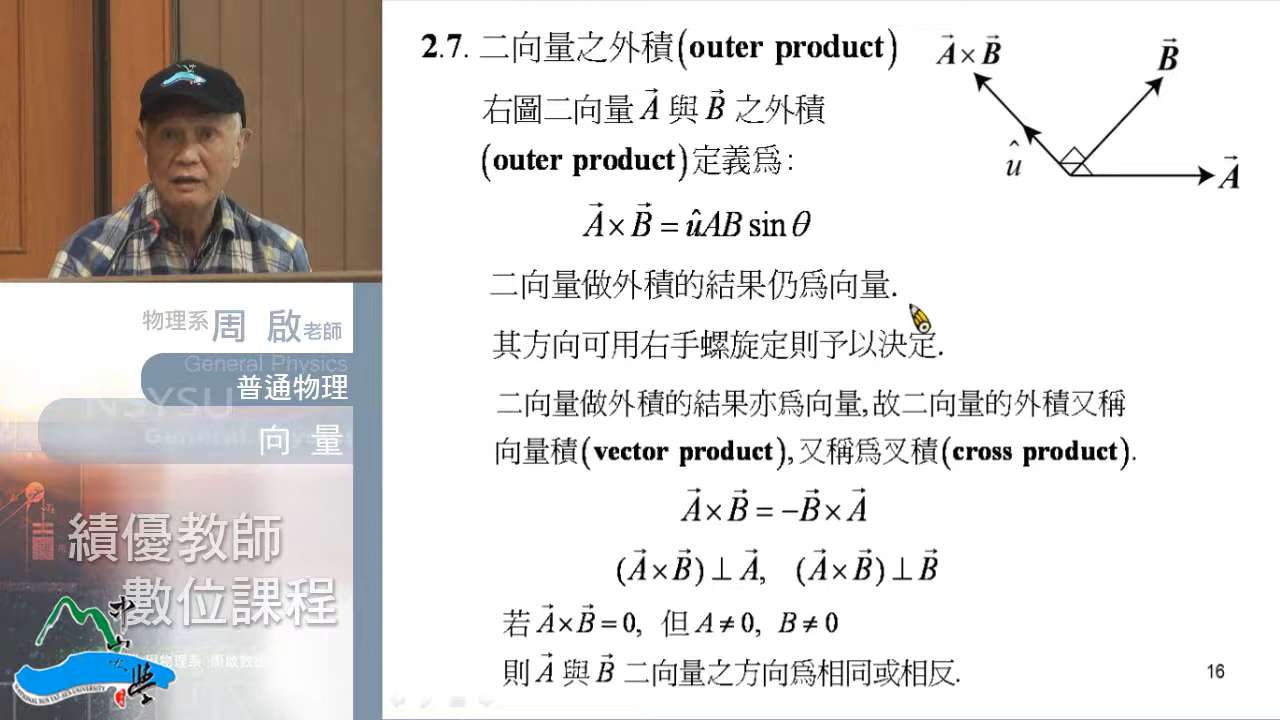 2.7. 二向量之外積(outer product)
右圖二向量 A⃗ 與 B⃗ 之外積
(outer product)定義爲:
A⃗×B⃗ = ûAB sin θ
二向量做外積的結果仍爲向量.
其方向可用右手螺旋定則予以決定.
二向量做外積的結果亦爲向量,故二向量的外積又稱
向量積(vector product),又稱爲叉積(cross product).
A⃗×B⃗ = −B⃗×A⃗
(A⃗×B⃗)⊥A⃗, (A⃗×B⃗)⊥B⃗
若 A⃗×B⃗=0, 但 A≠0, B≠0
則 A⃗ 與 B⃗ 二向量之方向爲相同或相反.
A⃗×B⃗
B⃗
û
A⃗
16
物理系 周 啟 老師
General Physics
普通物理
NSYSU
向 量
績優教師
數位課程